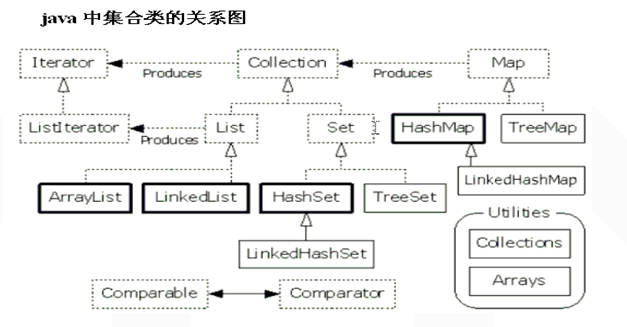 java 中集合类的关系图
Iterator
Produces
Collection
Produces
Map
ListIterator
Produces
List
Set
HashMap
TreeMap
LinkedHashMap
ArrayList
LinkedList
HashSet
TreeSet
LinkedHashSet
Utilities
Collections
Arrays
Comparable
Comparator